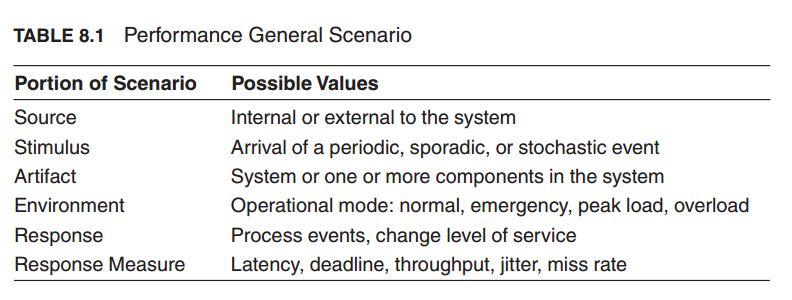 TABLE 8.1 Performance General Scenario
Portion of Scenario Possible Values
Source Internal or external to the system
Stimulus Arrival of a periodic, sporadic, or stochastic event
Artifact System or one or more components in the system
Environment Operational mode: normal, emergency, peak load, overload
Response Process events, change level of service
Response Measure Latency, deadline, throughput, jitter, miss rate